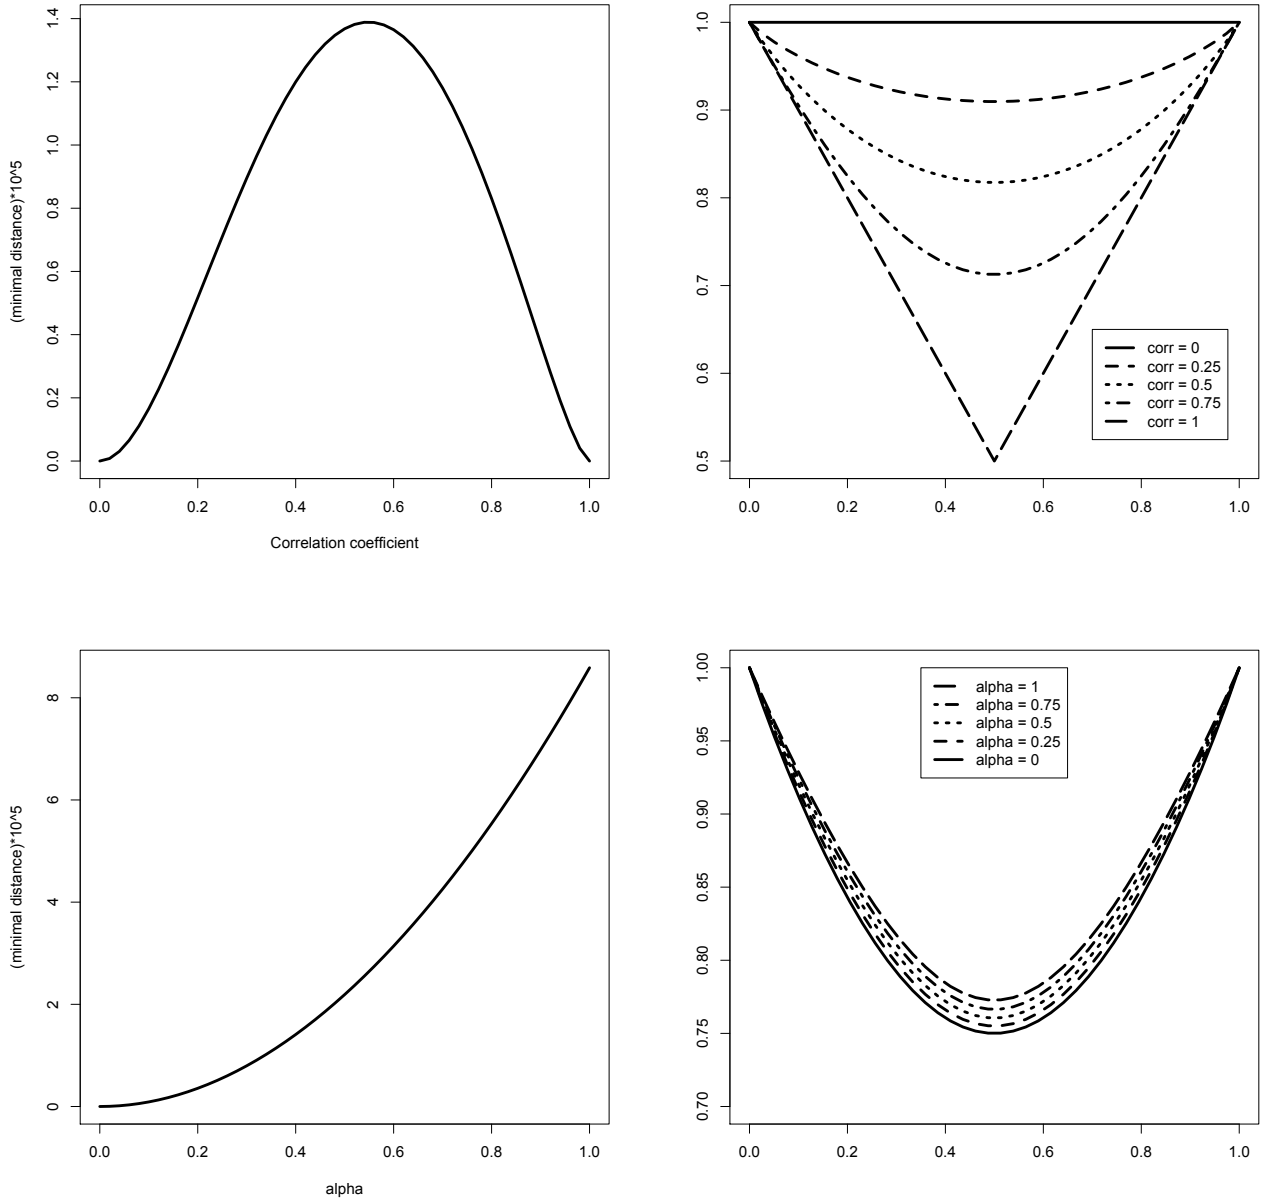 (minimal distance)*10^5
1.4
1.2
1.0
0.8
0.6
0.4
0.2
0.0
0.0 0.2 0.4 0.6 0.8 1.0
Correlation coefficient
1.0
0.9
0.8
0.7
0.6
0.5
corr = 0
corr = 0.25
corr = 0.5
corr = 0.75
corr = 1
0.0 0.2 0.4 0.6 0.8 1.0
(minimal distance)*10^5
8
6
4
2
0
0.0 0.2 0.4 0.6 0.8 1.0
alpha
1.00
0.95
0.90
0.85
0.80
0.75
0.70
alpha = 1
alpha = 0.75
alpha = 0.5
alpha = 0.25
alpha = 0
0.0 0.2 0.4 0.6 0.8 1.0